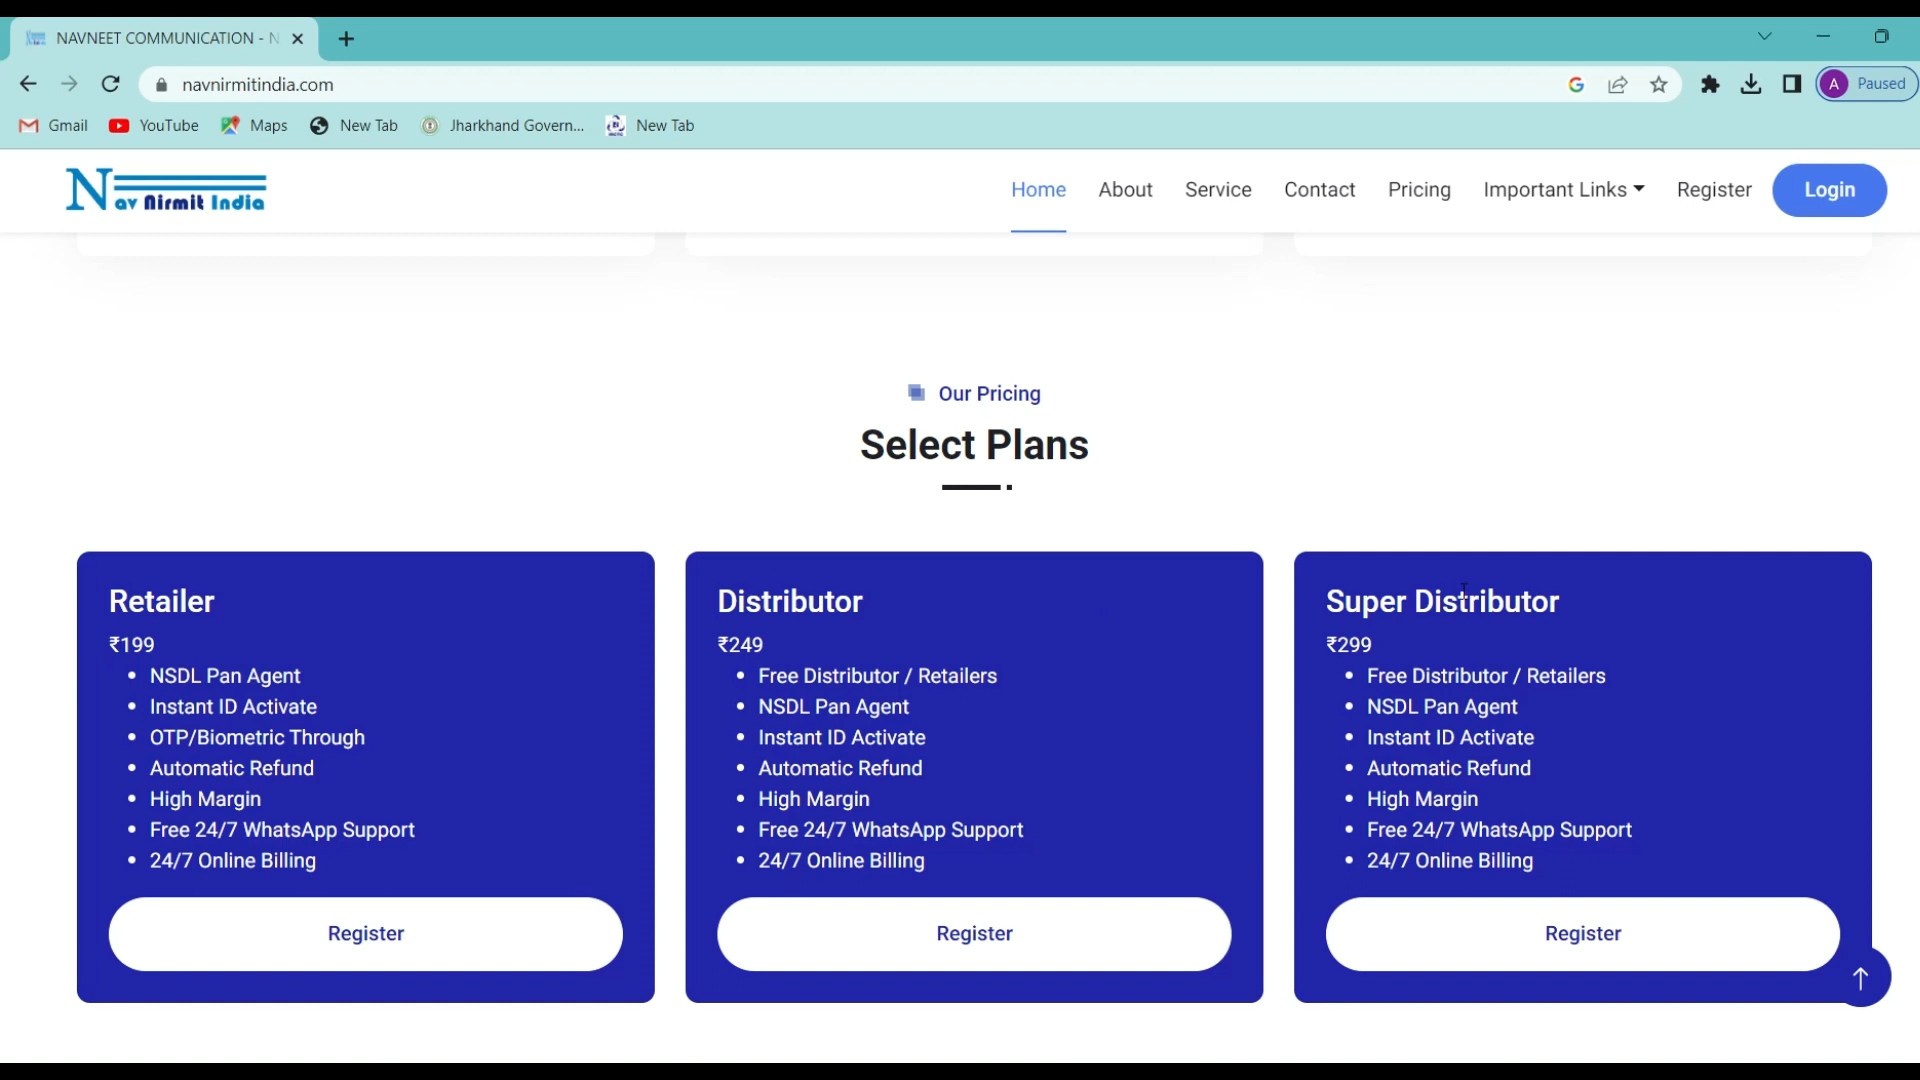 NAVNEET COMMUNICATION - N
navnirmitindia.com
A Paused
Gmail YouTube Maps New Tab Jharkhand Govern... New Tab
Nav Nirmit India
Home About Service Contact Pricing Important Links Register Login
Our Pricing
Select Plans
Retailer
₹199
• NSDL Pan Agent
• Instant ID Activate
• OTP/Biometric Through
• Automatic Refund
• High Margin
• Free 24/7 WhatsApp Support
• 24/7 Online Billing
Register
Distributor
₹249
• Free Distributor / Retailers
• NSDL Pan Agent
• Instant ID Activate
• Automatic Refund
• High Margin
• Free 24/7 WhatsApp Support
• 24/7 Online Billing
Register
Super Distributor
₹299
• Free Distributor / Retailers
• NSDL Pan Agent
• Instant ID Activate
• Automatic Refund
• High Margin
• Free 24/7 WhatsApp Support
• 24/7 Online Billing
Register